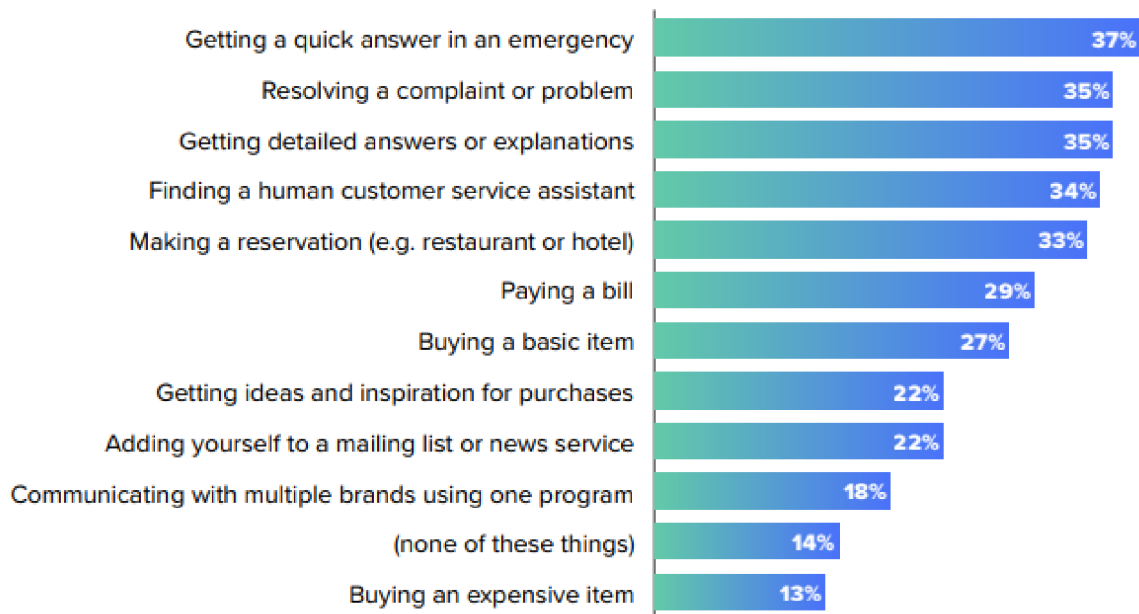 Getting a quick answer in an emergency 37%
Resolving a complaint or problem 35%
Getting detailed answers or explanations 35%
Finding a human customer service assistant 34%
Making a reservation (e.g. restaurant or hotel) 33%
Paying a bill 29%
Buying a basic item 27%
Getting ideas and inspiration for purchases 22%
Adding yourself to a mailing list or news service 22%
Communicating with multiple brands using one program 18%
(none of these things) 14%
Buying an expensive item 13%